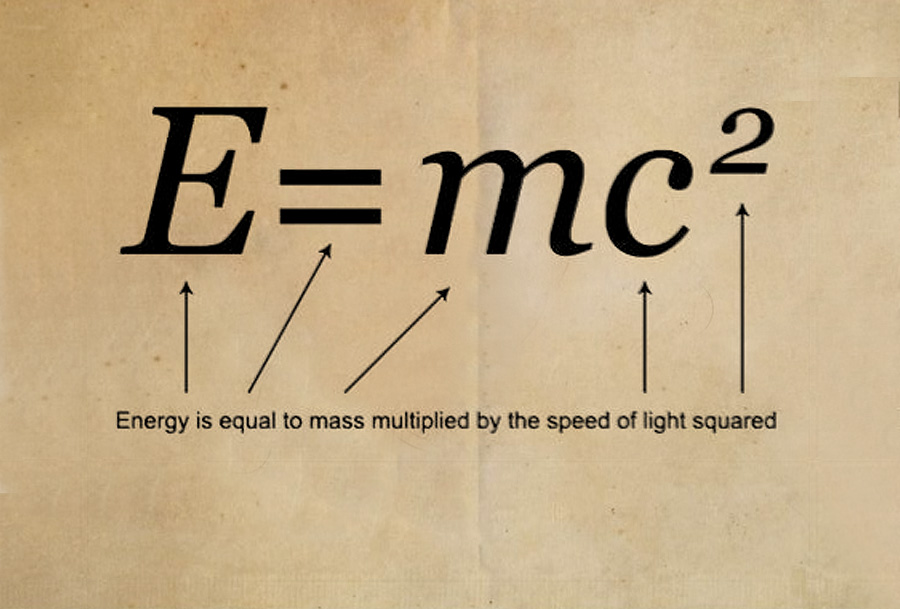 E=mc²
Energy is equal to mass multiplied by the speed of light squared